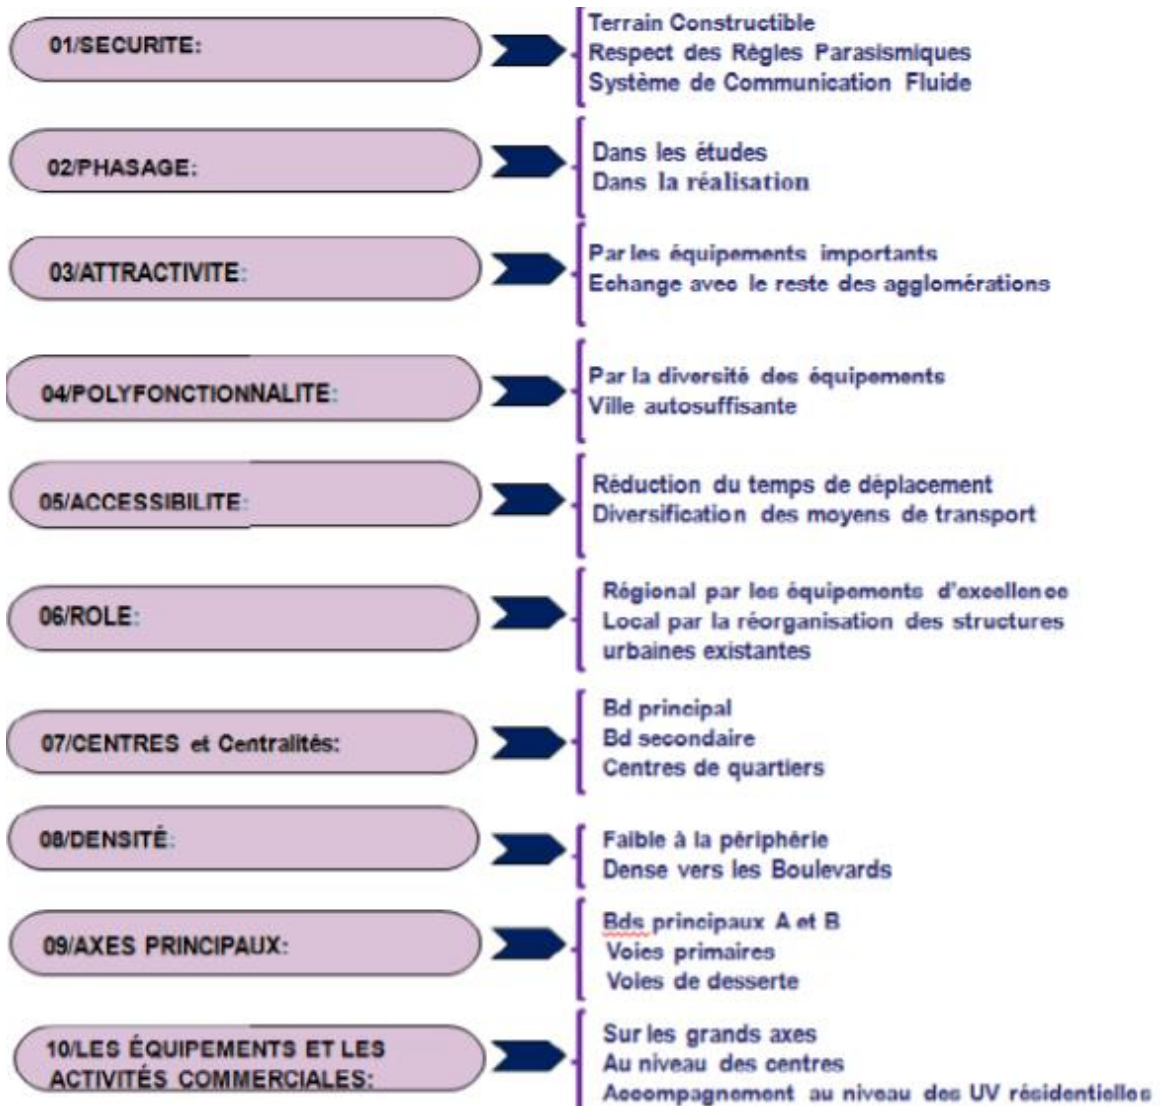 01/SECURITE:
Terrain Constructible
Respect des Règles Parasismiques
Système de Communication Fluide
02/PHASAGE:
Dans les études
Dans la réalisation
03/ATTRACTIVITE:
Par les équipements importants
Echange avec le reste des agglomérations
04/POLYFONCTIONNALITE:
Par la diversité des équipements
Ville autosuffisante
05/ACCESSIBILITE:
Réduction du temps de déplacement
Diversification des moyens de transport
06/ROLE:
Régional par les équipements d'excellence
Local par la réorganisation des structures
urbaines existantes
07/CENTRES et Centralités:
Bd principal
Bd secondaire
Centres de quartiers
08/DENSITÉ:
Faible à la périphérie
Dense vers les Boulevards
09/AXES PRINCIPAUX:
Bds principaux A et B
Voies primaires
Voies de desserte
10/LES ÉQUIPEMENTS ET LES
ACTIVITÉS COMMERCIALES:
Sur les grands axes
Au niveau des centres
Accompagnement au niveau des UV résidentielles